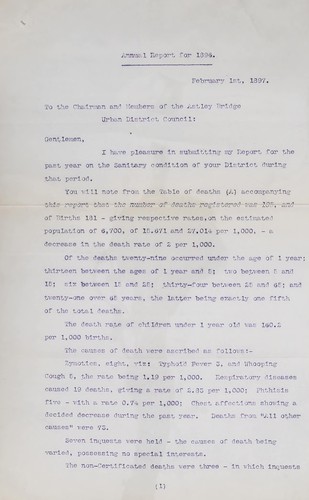 Annual Report for 1896.
February 1st, 1897.
To the Chairman and Members of the Astley Bridge
Urban District Council:
Gentlemen,
I have pleasure in submitting my Report for the
past year on the Sanitary condition of your District during
that period.
You will note from the Table of deaths (A) accompanying
this report that the number of deaths registered was 105, and
of Births 181 - giving respective rates,on the estimated
population of 6,700, of 15.671 and 27,014 per 1,000, - a
decrease in the death rate of 2 per 1,000.
Of the deaths twenty-nine occurred under the age of 1 year;
thirteen between the ages of 1 year and 5; two between 5 and
15; six between 15 and 25; thirty-four between 25 and 65; and
twenty-one over 65 years, the latter being exactly one fifth
of the total deaths.
The death rate of children under 1 year old was 160.2
per 1,000 births.
The causes of death were ascribed as follows:-
Zymotics, eight, viz: Typhoid Fever 3, and Whooping
Cough 5, the rate being 1.19 per 1,000. Respiratory diseases
caused 19 deaths, giving a rate of 2.83 per 1,000; Phthisis
five - with a rate 0.74 per 1,000; Chest affections showing a
decided decrease during the past year. Deaths from "All other
causes" were 73.
Seven inquests were held - the causes of death being
varied, possessing no special interests.
The non-Certificated deaths were three - in which inquests
(1)